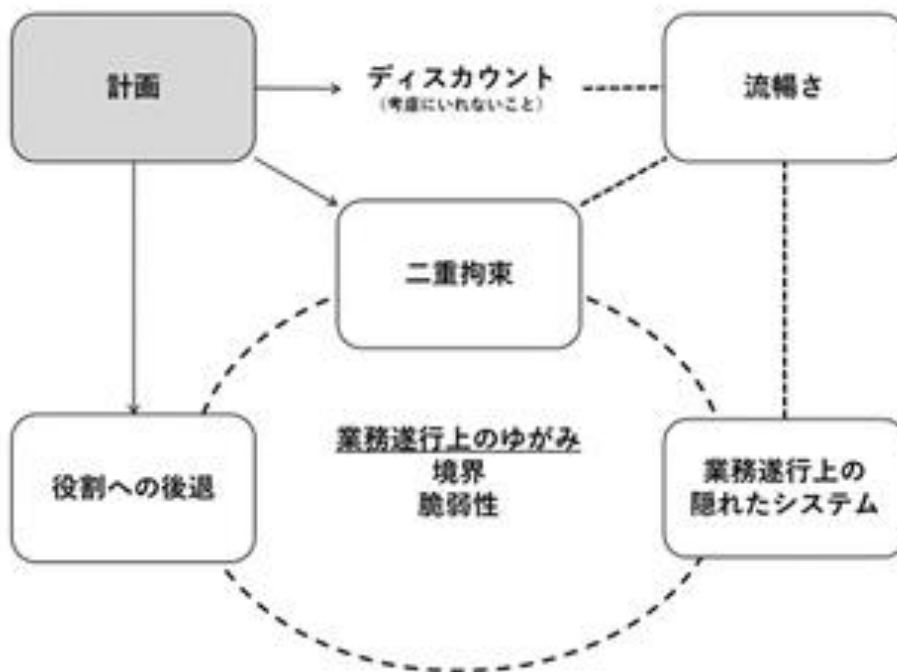 計画
ディスカウント
（考慮にいれないこと）
流暢さ
二重拘束
役割への後退
業務遂行上のゆがみ
境界
脆弱性
業務遂行上の
隠れたシステム